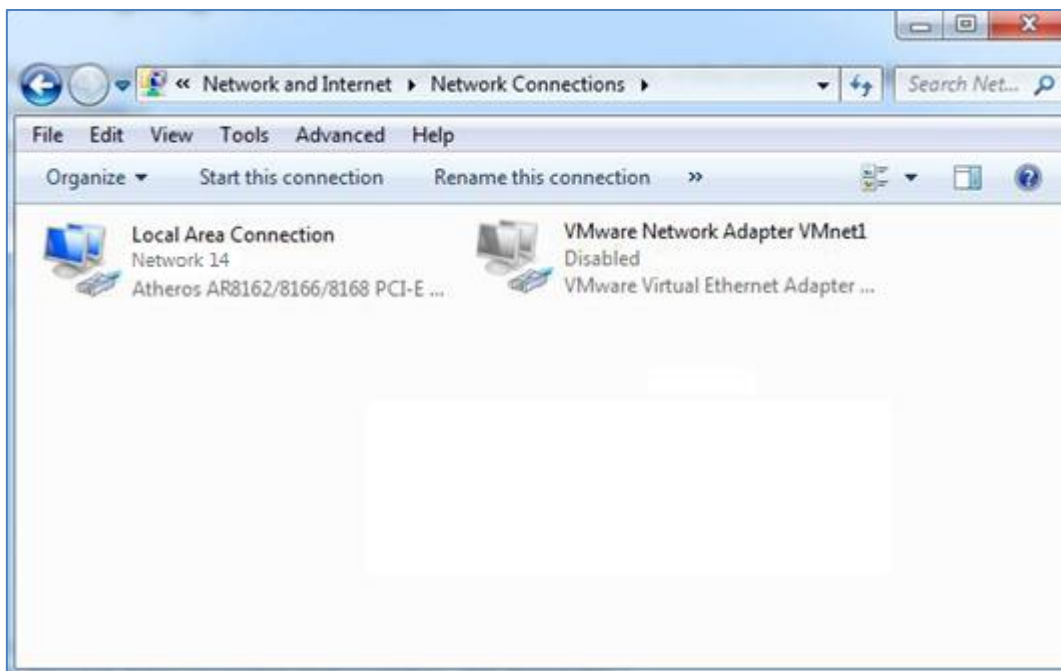 « Network and Internet ▸ Network Connections ▸ Search Net...
File Edit View Tools Advanced Help
Organize ▾ Start this connection Rename this connection »
Local Area Connection
Network 14
Atheros AR8162/8166/8168 PCI-E ...
VMware Network Adapter VMnet1
Disabled
VMware Virtual Ethernet Adapter ...